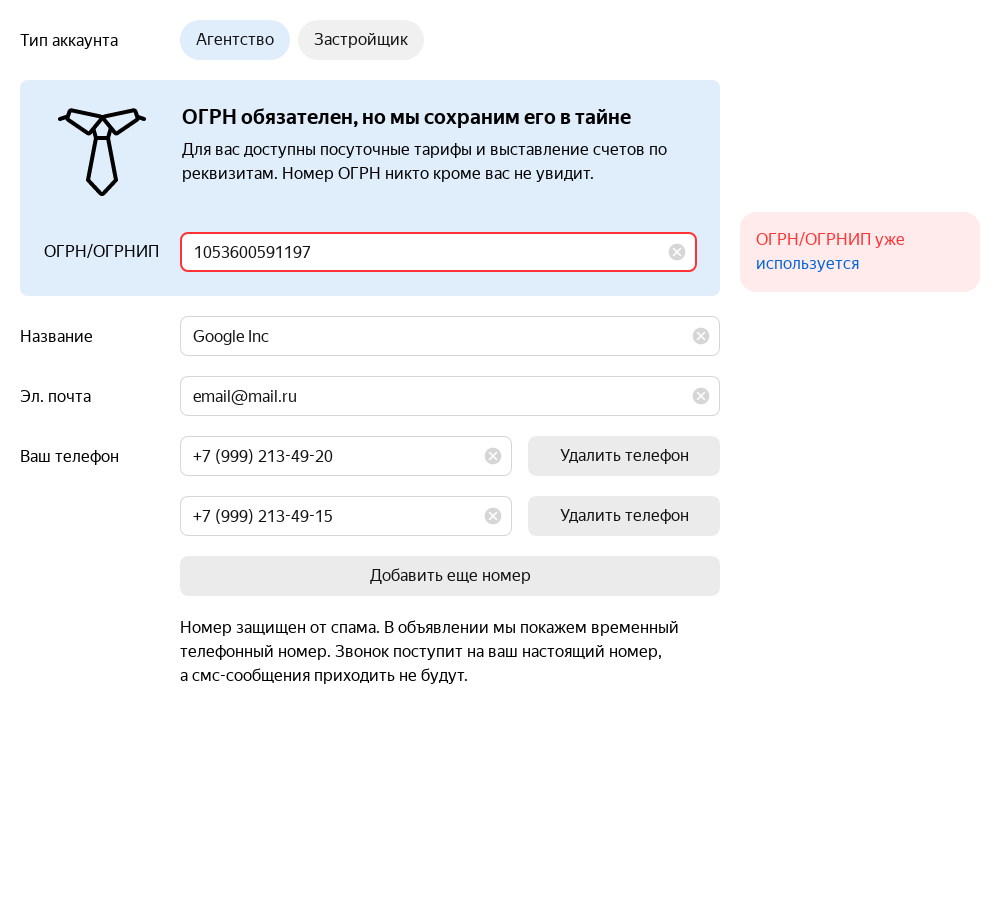 Тип аккаунта
Агентство
Застройщик
ОГРН обязателен, но мы сохраним его в тайне
Для вас доступны посуточные тарифы и выставление счетов по
реквизитам. Номер ОГРН никто кроме вас не увидит.
ОГРН/ОГРНИП
1053600591197
ОГРН/ОГРНИП уже
используется
Название
Google Inc
Эл. почта
email@mail.ru
Ваш телефон
+7 (999) 213-49-20
Удалить телефон
+7 (999) 213-49-15
Удалить телефон
Добавить еще номер
Номер защищен от спама. В объявлении мы покажем временный
телефонный номер. Звонок поступит на ваш настоящий номер,
а смс-сообщения приходить не будут.